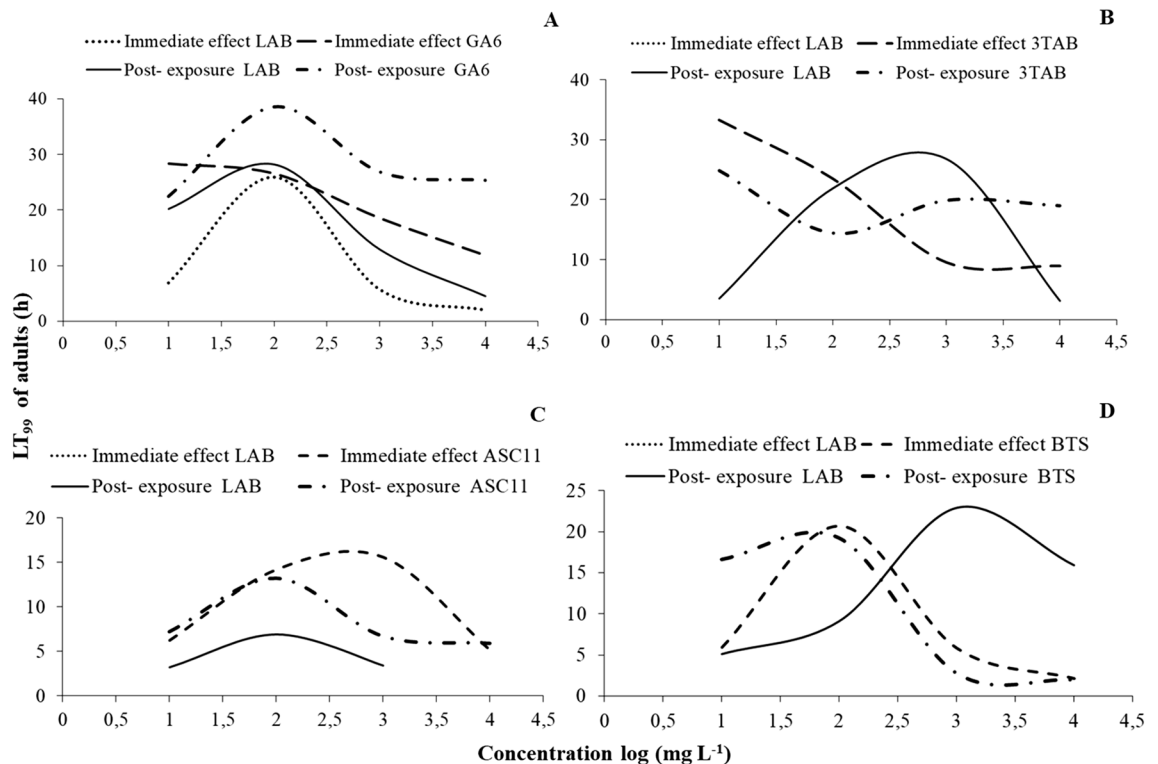 A
Immediate effect LAB Immediate effect GA6
Post- exposure LAB Post- exposure GA6
40
30
20
10
0
0 0,5 1 1,5 2 2,5 3 3,5 4 4,5
B
Immediate effect LAB Immediate effect 3TAB
Post- exposure LAB Post- exposure 3TAB
40
30
20
10
0
0 0,5 1 1,5 2 2,5 3 3,5 4 4,5
LT99 of adults (h)
C
Immediate effect LAB Immediate effect ASC11
Post- exposure LAB Post- exposure ASC11
20
15
10
5
0
0 0,5 1 1,5 2 2,5 3 3,5 4 4,5
D
Immediate effect LAB Immediate effect BTS
Post- exposure LAB Post- exposure BTS
25
20
15
10
5
0
0 0,5 1 1,5 2 2,5 3 3,5 4 4,5
Concentration log (mg L-1)